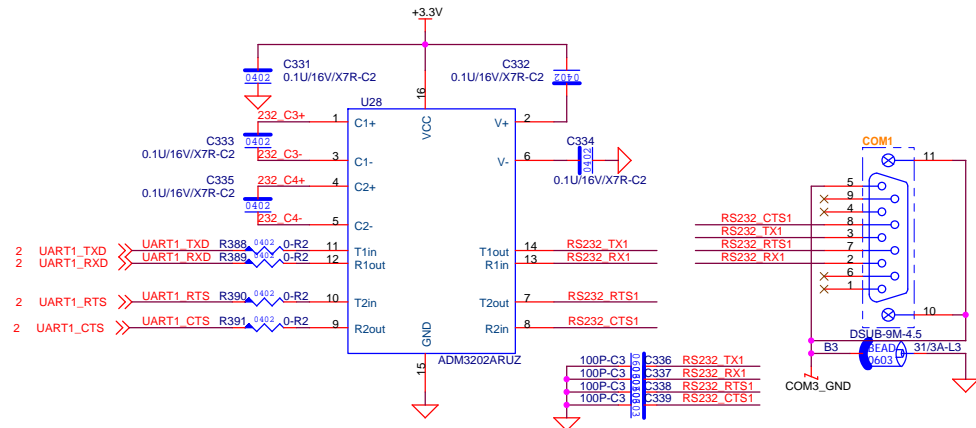 +3.3V
C331
0402
0.1U/16V/X7R-C2
C332
0402
0.1U/16V/X7R-C2
U28
16
VCC
232_C3+
1
C1+
V+
2
C333
0402
0.1U/16V/X7R-C2
232_C3-
3
C1-
V-
6
C334
0402
0.1U/16V/X7R-C2
232_C4+
4
C2+
C335
0402
0.1U/16V/X7R-C2
232_C4-
5
C2-
2 UART1_TXD UART1_TXD R388 0402 0-R2 11 T1in T1out 14 RS232_TX1
2 UART1_RXD UART1_RXD R389 0402 0-R2 12 R1out R1in 13 RS232_RX1
2 UART1_RTS UART1_RTS R390 0402 0-R2 10 T2in T2out 7 RS232_RTS1
2 UART1_CTS UART1_CTS R391 0402 0-R2 9 R2out R2in 8 RS232_CTS1
GND
15
ADM3202ARUZ
100P-C3 C336 RS232_TX1
100P-C3 C337 RS232_RX1
100P-C3 C338 RS232_RTS1
100P-C3 C339 RS232_CTS1
COM1
11
5
9
4
RS232_CTS1 8
RS232_TX1 3
RS232_RTS1 7
RS232_RX1 2
6
1
10
DSUB-9M-4.5
B3 BEAD 31/3A-L3
0603
COM3_GND